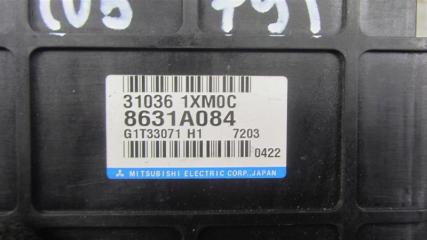 31036 1XM0C
8631A084
G1T33071 H1 7203
0422
MITSUBISHI ELECTRIC CORP., JAPAN